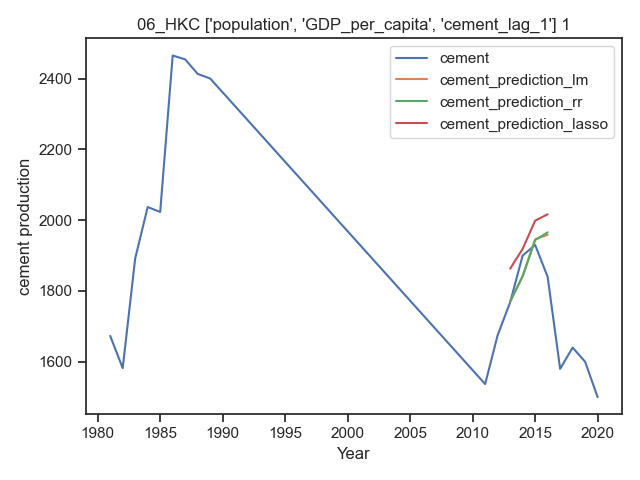 06_HKC ['population', 'GDP_per_capita', 'cement_lag_1'] 1
cement
cement_prediction_lm
cement_prediction_rr
cement_prediction_lasso
cement production
2400
2200
2000
1800
1600
1980 1985 1990 1995 2000 2005 2010 2015 2020
Year